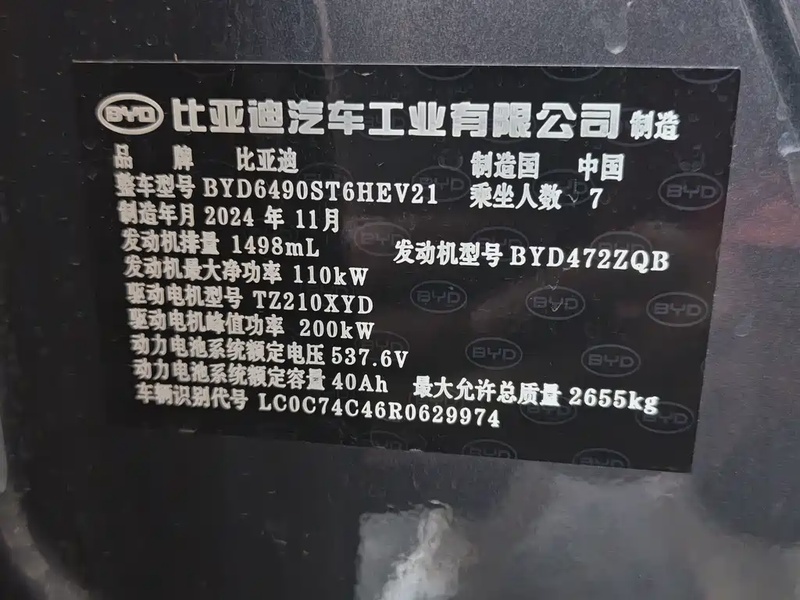 BYD 比亚迪汽车工业有限公司 制造
品 牌 比亚迪 制造国 中国
整车型号 BYD6490ST6HEV21 乘坐人数 7
制造年月 2024 年 11月
发动机排量 1498mL 发动机型号 BYD472ZQB
发动机最大净功率 110kW
驱动电机型号 TZ210XYD
驱动电机峰值功率 200kW
动力电池系统额定电压 537.6V
动力电池系统额定容量 40Ah 最大允许总质量 2655kg
车辆识别代号 LC0C74C46R0629974